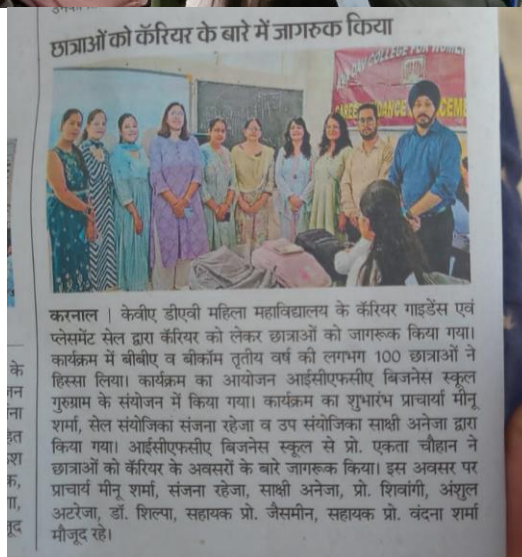 छात्राओं को कॅरियर के बारे में जागरुक किया
COLLEGE FOR WOMEN
करनाल | केवीए डीएवी महिला महाविद्यालय के कॅरियर गाइडेंस एवं
प्लेसमेंट सेल द्वारा कॅरियर को लेकर छात्राओं को जागरूक किया गया।
कार्यक्रम में बीबीए व बीकॉम तृतीय वर्ष की लगभग 100 छात्राओं ने
हिस्सा लिया। कार्यक्रम का आयोजन आईसीएफसीए बिजनेस स्कूल
गुरुग्राम के संयोजन में किया गया। कार्यक्रम का शुभारंभ प्राचार्या मीनू
शर्मा, सेल संयोजिका संजना रहेजा व उप संयोजिका साक्षी अनेजा द्वारा
किया गया। आईसीएफसीए बिजनेस स्कूल से प्रो. एकता चौहान ने
छात्राओं को कॅरियर के अवसरों के बारे जागरूक किया। इस अवसर पर
प्राचार्य मीनू शर्मा, संजना रहेजा, साक्षी अनेजा, प्रो. शिवांगी, अंशुल
अटरेजा, डॉ. शिल्पा, सहायक प्रो. जैसमीन, सहायक प्रो. वंदना शर्मा
मौजूद रहे।